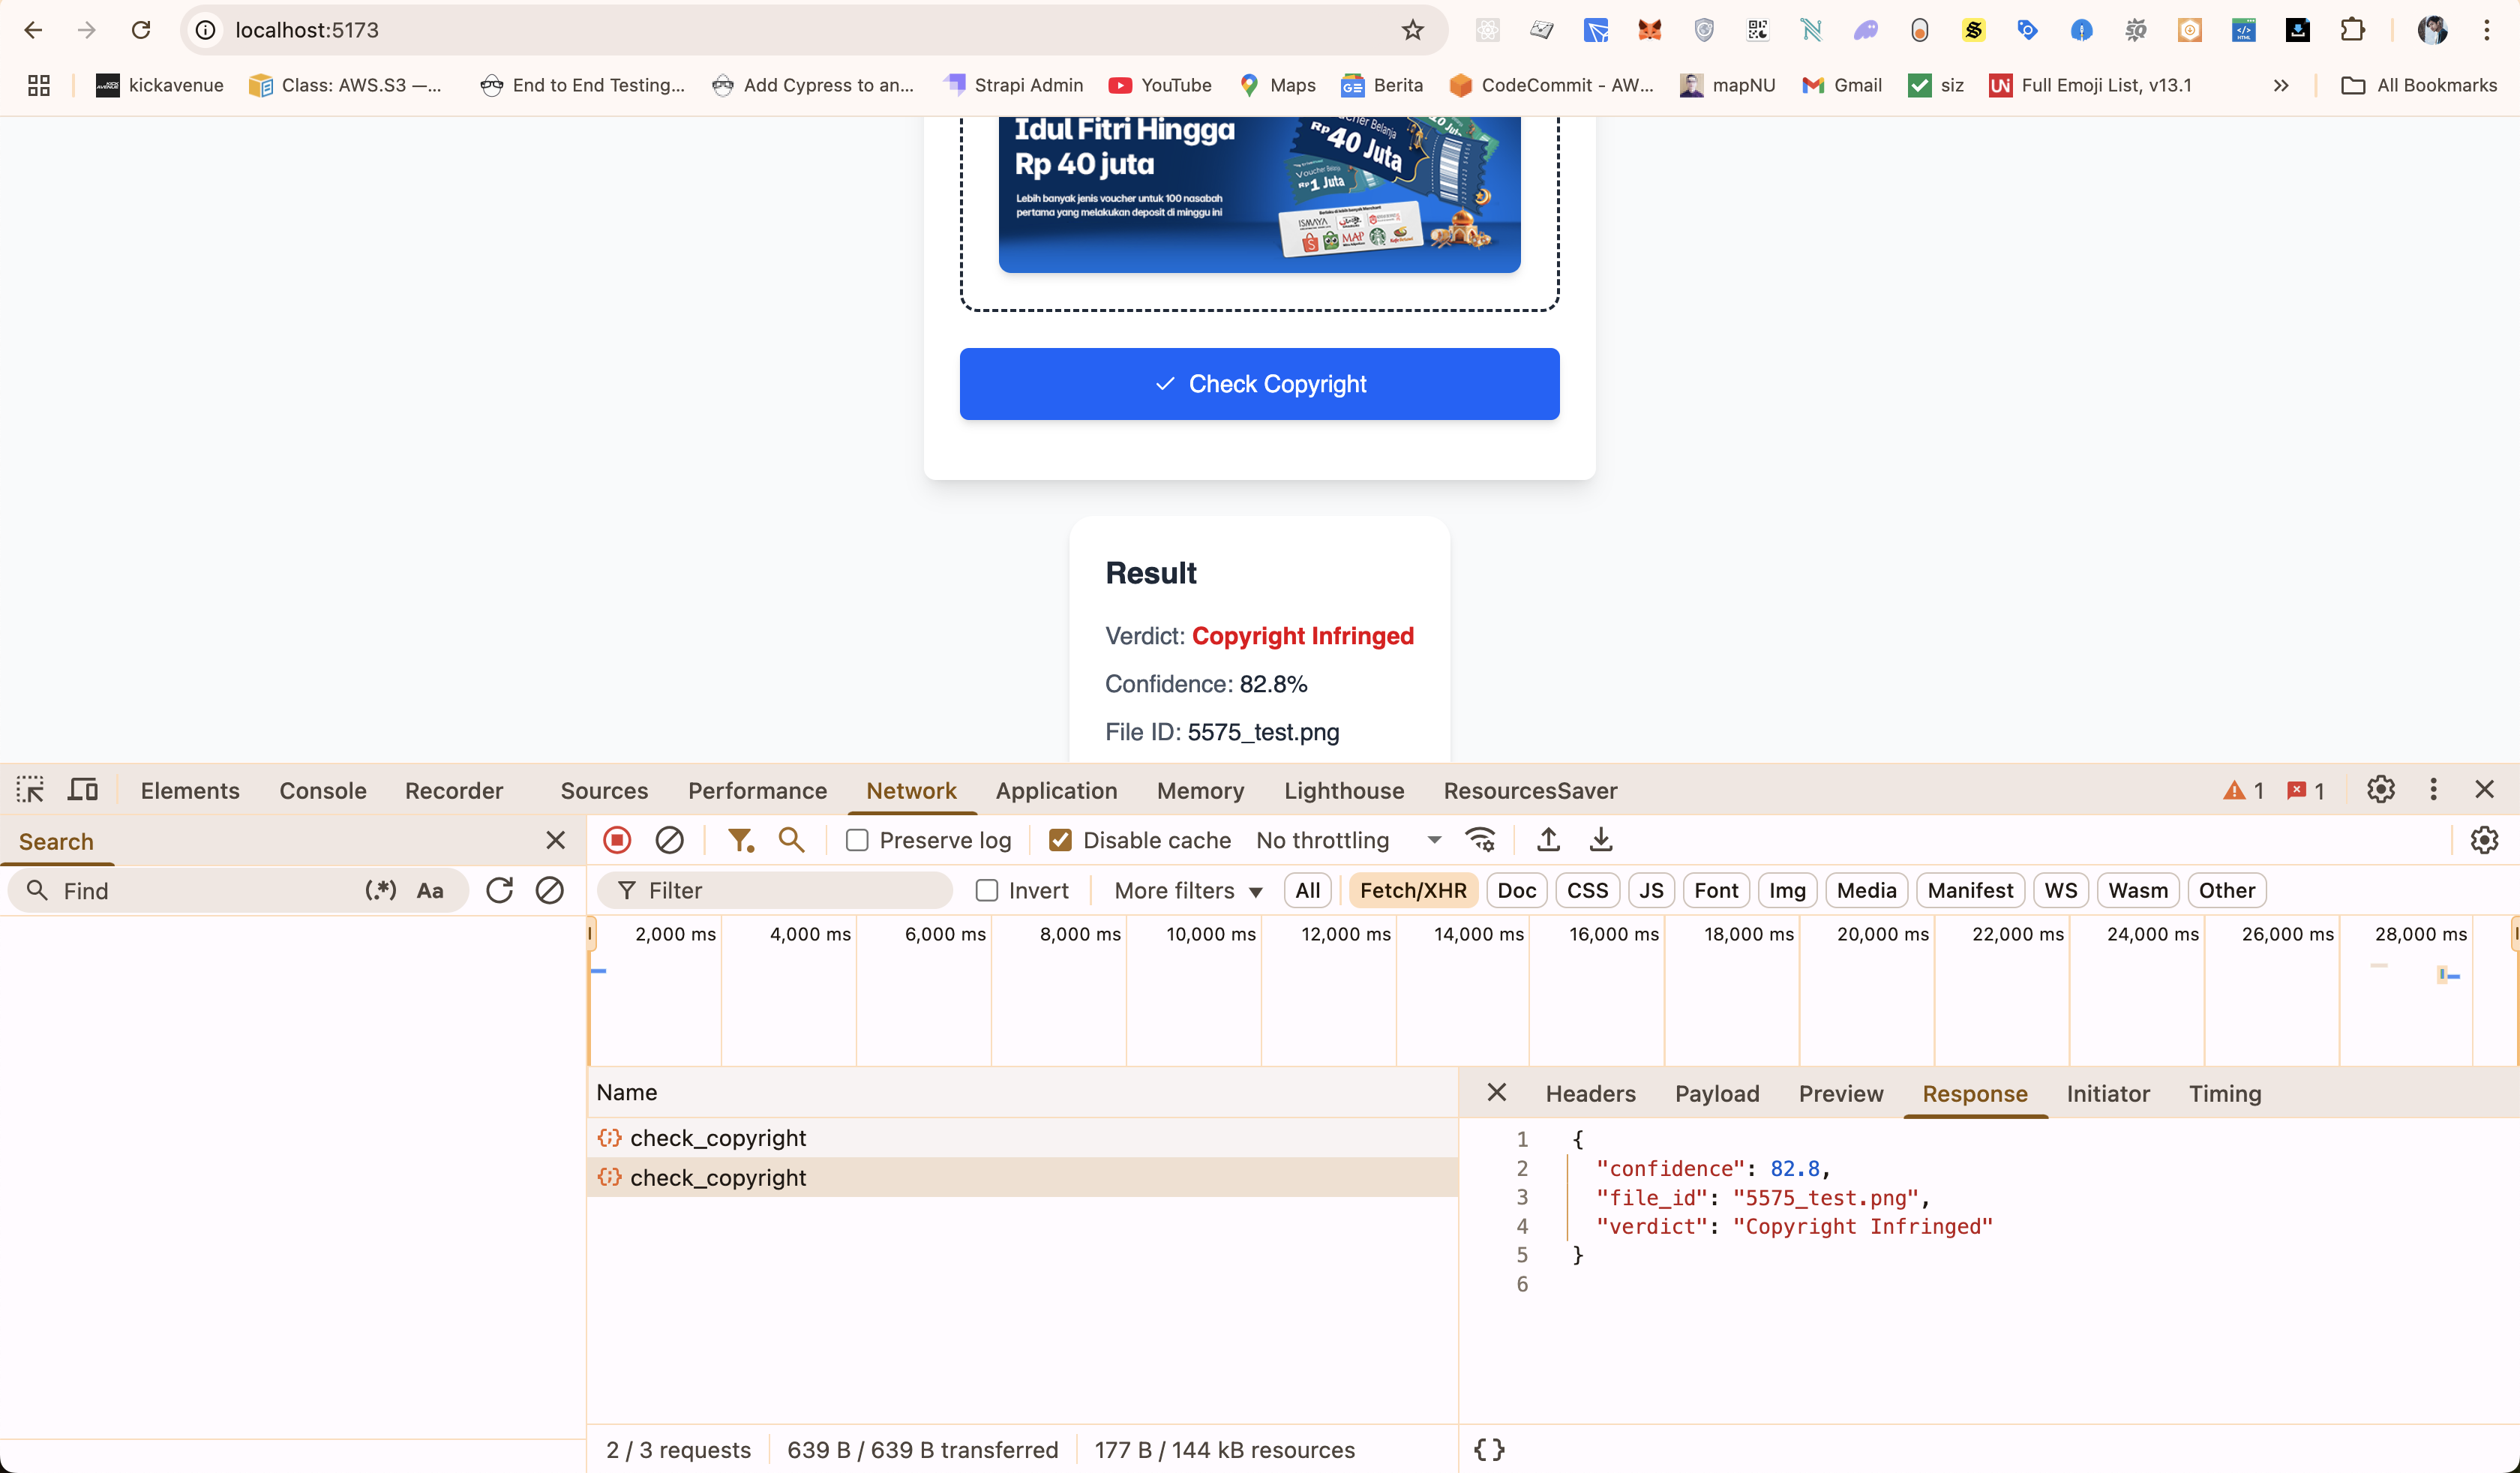 localhost:5173
kickavenue
Class: AWS.S3 —...
End to End Testing...
Add Cypress to an...
Strapi Admin
YouTube
Maps
Berita
CodeCommit - AW...
mapNU
Gmail
siz
Full Emoji List, v13.1
All Bookmarks
Idul Fitri Hingga
Rp 40 juta
Lebih banyak jenis voucher untuk 100 nasabah
pertama yang melakukan deposit di minggu ini
Rp 40 Juta
Voucher Belanja
Rp 1 Juta
ISMAYA
MAP
Check Copyright
Result
Verdict: Copyright Infringed
Confidence: 82.8%
File ID: 5575_test.png
Elements Console Recorder Sources Performance Network Application Memory Lighthouse ResourcesSaver 1 1
Search
Preserve log Disable cache No throttling
Find (.*) Aa
Filter Invert More filters All Fetch/XHR Doc CSS JS Font Img Media Manifest WS Wasm Other
2,000 ms 4,000 ms 6,000 ms 8,000 ms 10,000 ms 12,000 ms 14,000 ms 16,000 ms 18,000 ms 20,000 ms 22,000 ms 24,000 ms 26,000 ms 28,000 ms
Name
check_copyright
check_copyright
Headers Payload Preview Response Initiator Timing
1 {
2 "confidence": 82.8,
3 "file_id": "5575_test.png",
4 "verdict": "Copyright Infringed"
5 }
6
2 / 3 requests 639 B / 639 B transferred 177 B / 144 kB resources
{ }